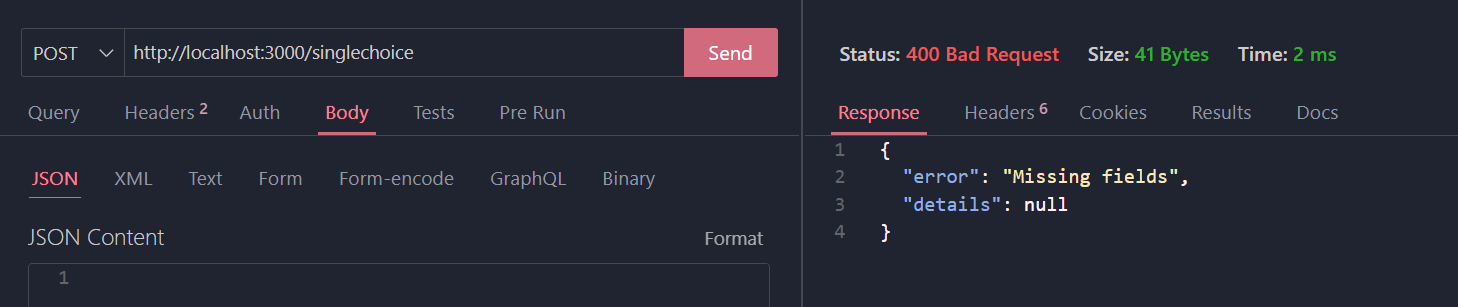 POST http://localhost:3000/singlechoice Send
Query Headers 2 Auth Body Tests Pre Run
JSON XML Text Form Form-encode GraphQL Binary
JSON Content Format
1
Status: 400 Bad Request Size: 41 Bytes Time: 2 ms
Response Headers 6 Cookies Results Docs
1 {
2 "error": "Missing fields",
3 "details": null
4 }